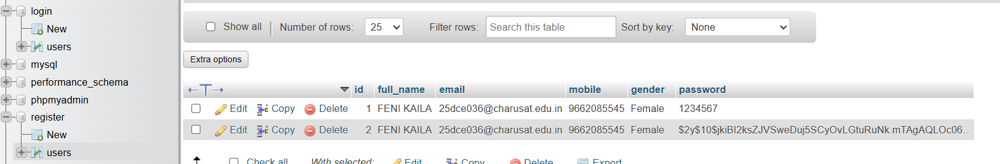 login
New
users
mysql
performance_schema
phpmyadmin
register
New
users
Show all Number of rows: 25 Filter rows: Search this table Sort by key: None
Extra options
id full_name email mobile gender password
Edit Copy Delete 1 FENI KAILA 25dce036@charusat.edu.in 9662085545 Female 1234567
Edit Copy Delete 2 FENI KAILA 25dce036@charusat.edu.in 9662085545 Female $2y$10$jkiBI2ksZJVSweDuj5SCyOvLGtuRuNk.mTAgAQLOc06...
Check all With selected: Edit Copy Delete Export